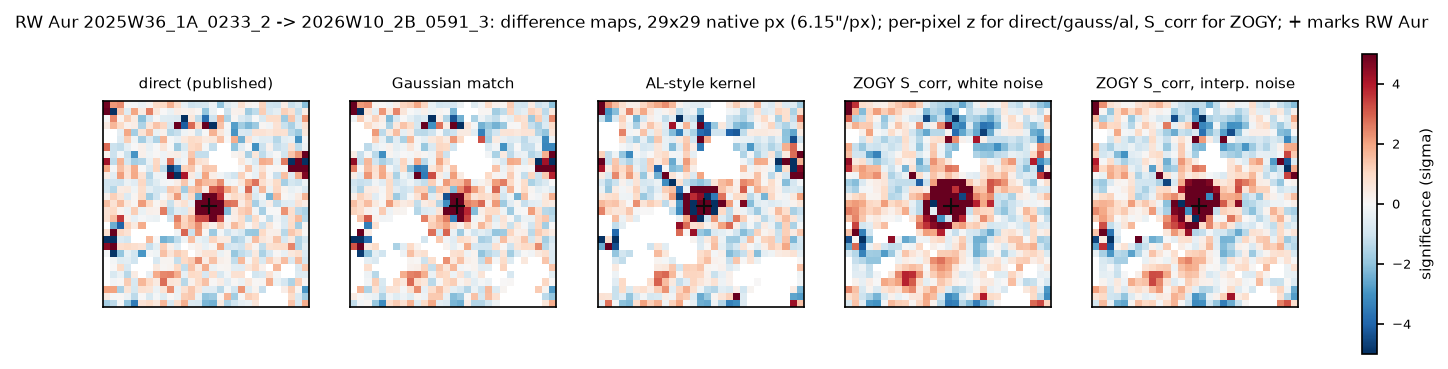 RW Aur 2025W36_1A_0233_2 -> 2026W10_2B_0591_3: difference maps, 29x29 native px (6.15"/px); per-pixel z for direct/gauss/al, S_corr for ZOGY; + marks RW Aur
direct (published)
Gaussian match
AL-style kernel
ZOGY S_corr, white noise
ZOGY S_corr, interp. noise
4
2
0
−2
−4
significance (sigma)